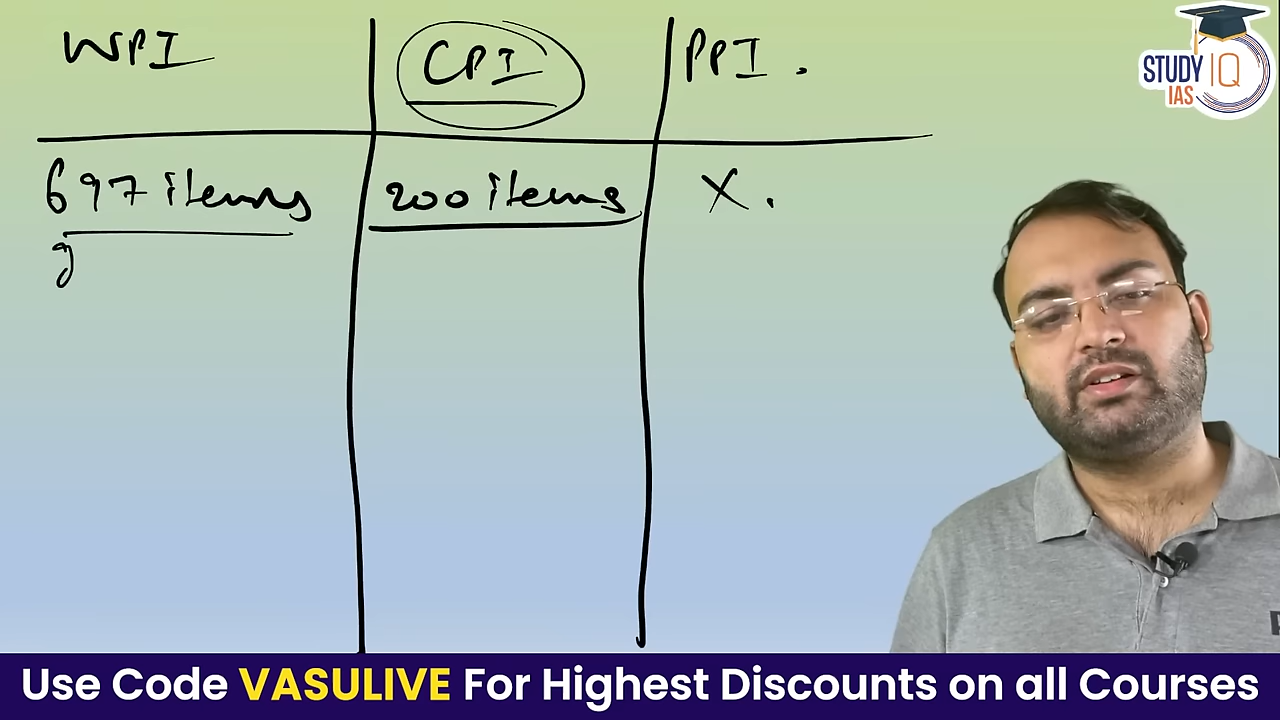 WPI
CPI
PPI.
697 items
200 items
X.
g
STUDY IQ
IAS
Use Code VASULIVE For Highest Discounts on all Courses